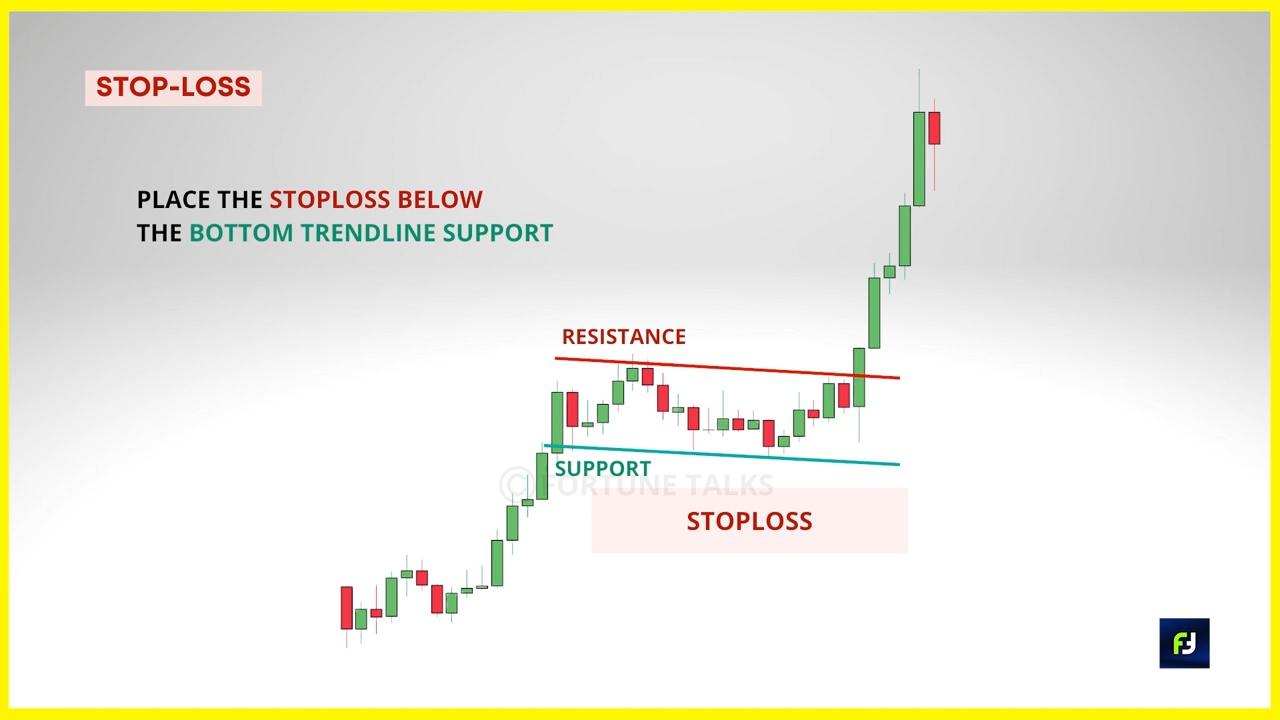 STOP-LOSS
PLACE THE STOPLOSS BELOW
THE BOTTOM TRENDLINE SUPPORT
RESISTANCE
SUPPORT
© FORTUNE TALKS
STOPLOSS